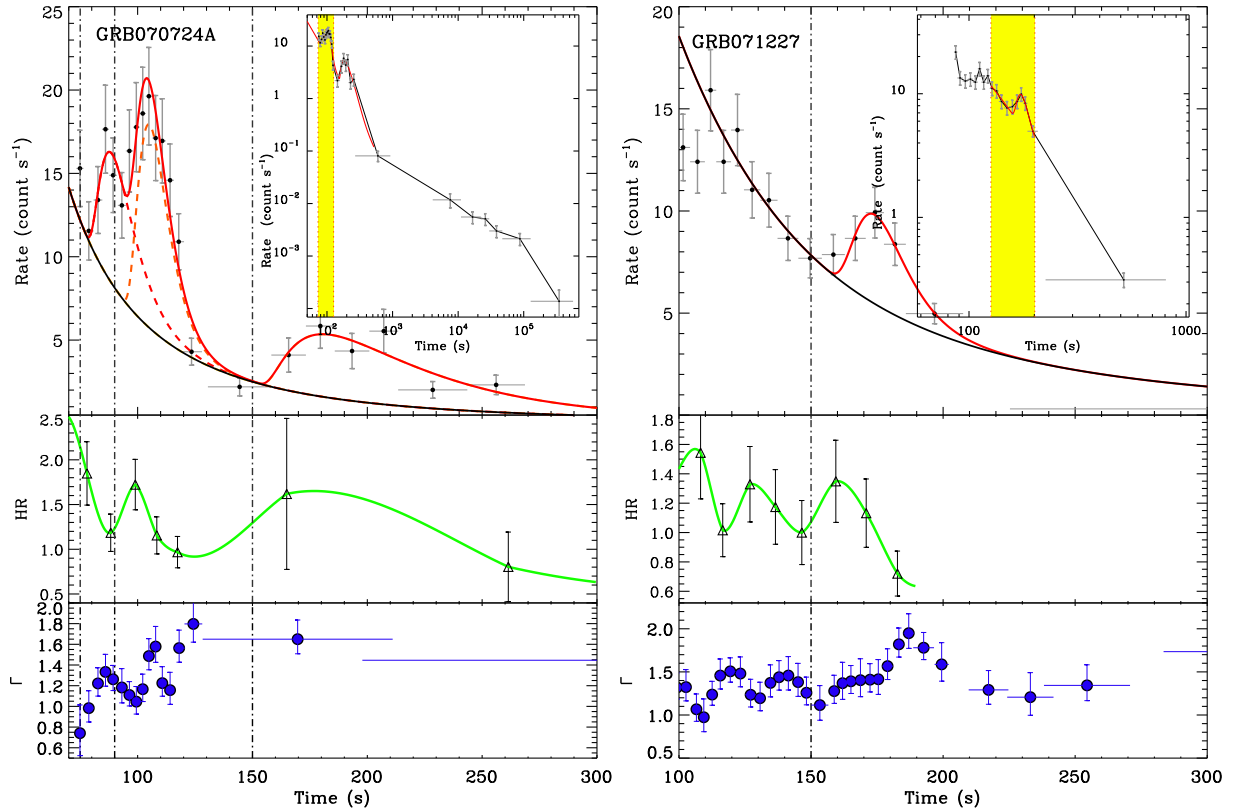 GRB070724A
25
20
15
10
5
Rate (count s⁻¹)
10
1
10⁻¹
10⁻²
10⁻³
Rate (count s⁻¹)
10² 10³ 10⁴ 10⁵
Time (s)
2.5
2.0
1.5
1.0
0.5
HR
2.0
1.8
1.6
1.4
1.2
1.0
0.8
0.6
Γ
100 150 200 250 300
Time (s)
GRB071227
20
15
10
5
0
Rate (count s⁻¹)
10
1
Rate (count s⁻¹)
100 1000
Time (s)
1.8
1.6
1.4
1.2
1.0
0.8
0.6
HR
2.0
1.5
1.0
0.5
Γ
100 150 200 250 300
Time (s)